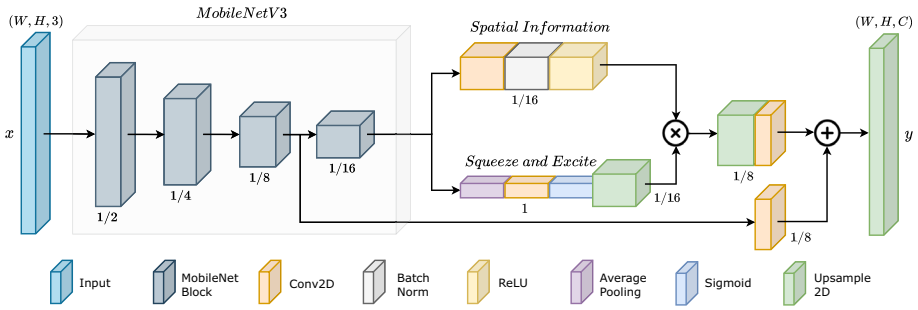 MobileNetV3
(W, H, 3)
x
1/2
1/4
1/8
1/16
Spatial Information
1/16
Squeeze and Excite
1
1/16
×
1/8
+
1/8
(W, H, C)
y
Input
MobileNet
Block
Conv2D
Batch
Norm
ReLU
Average
Pooling
Sigmoid
Upsample
2D